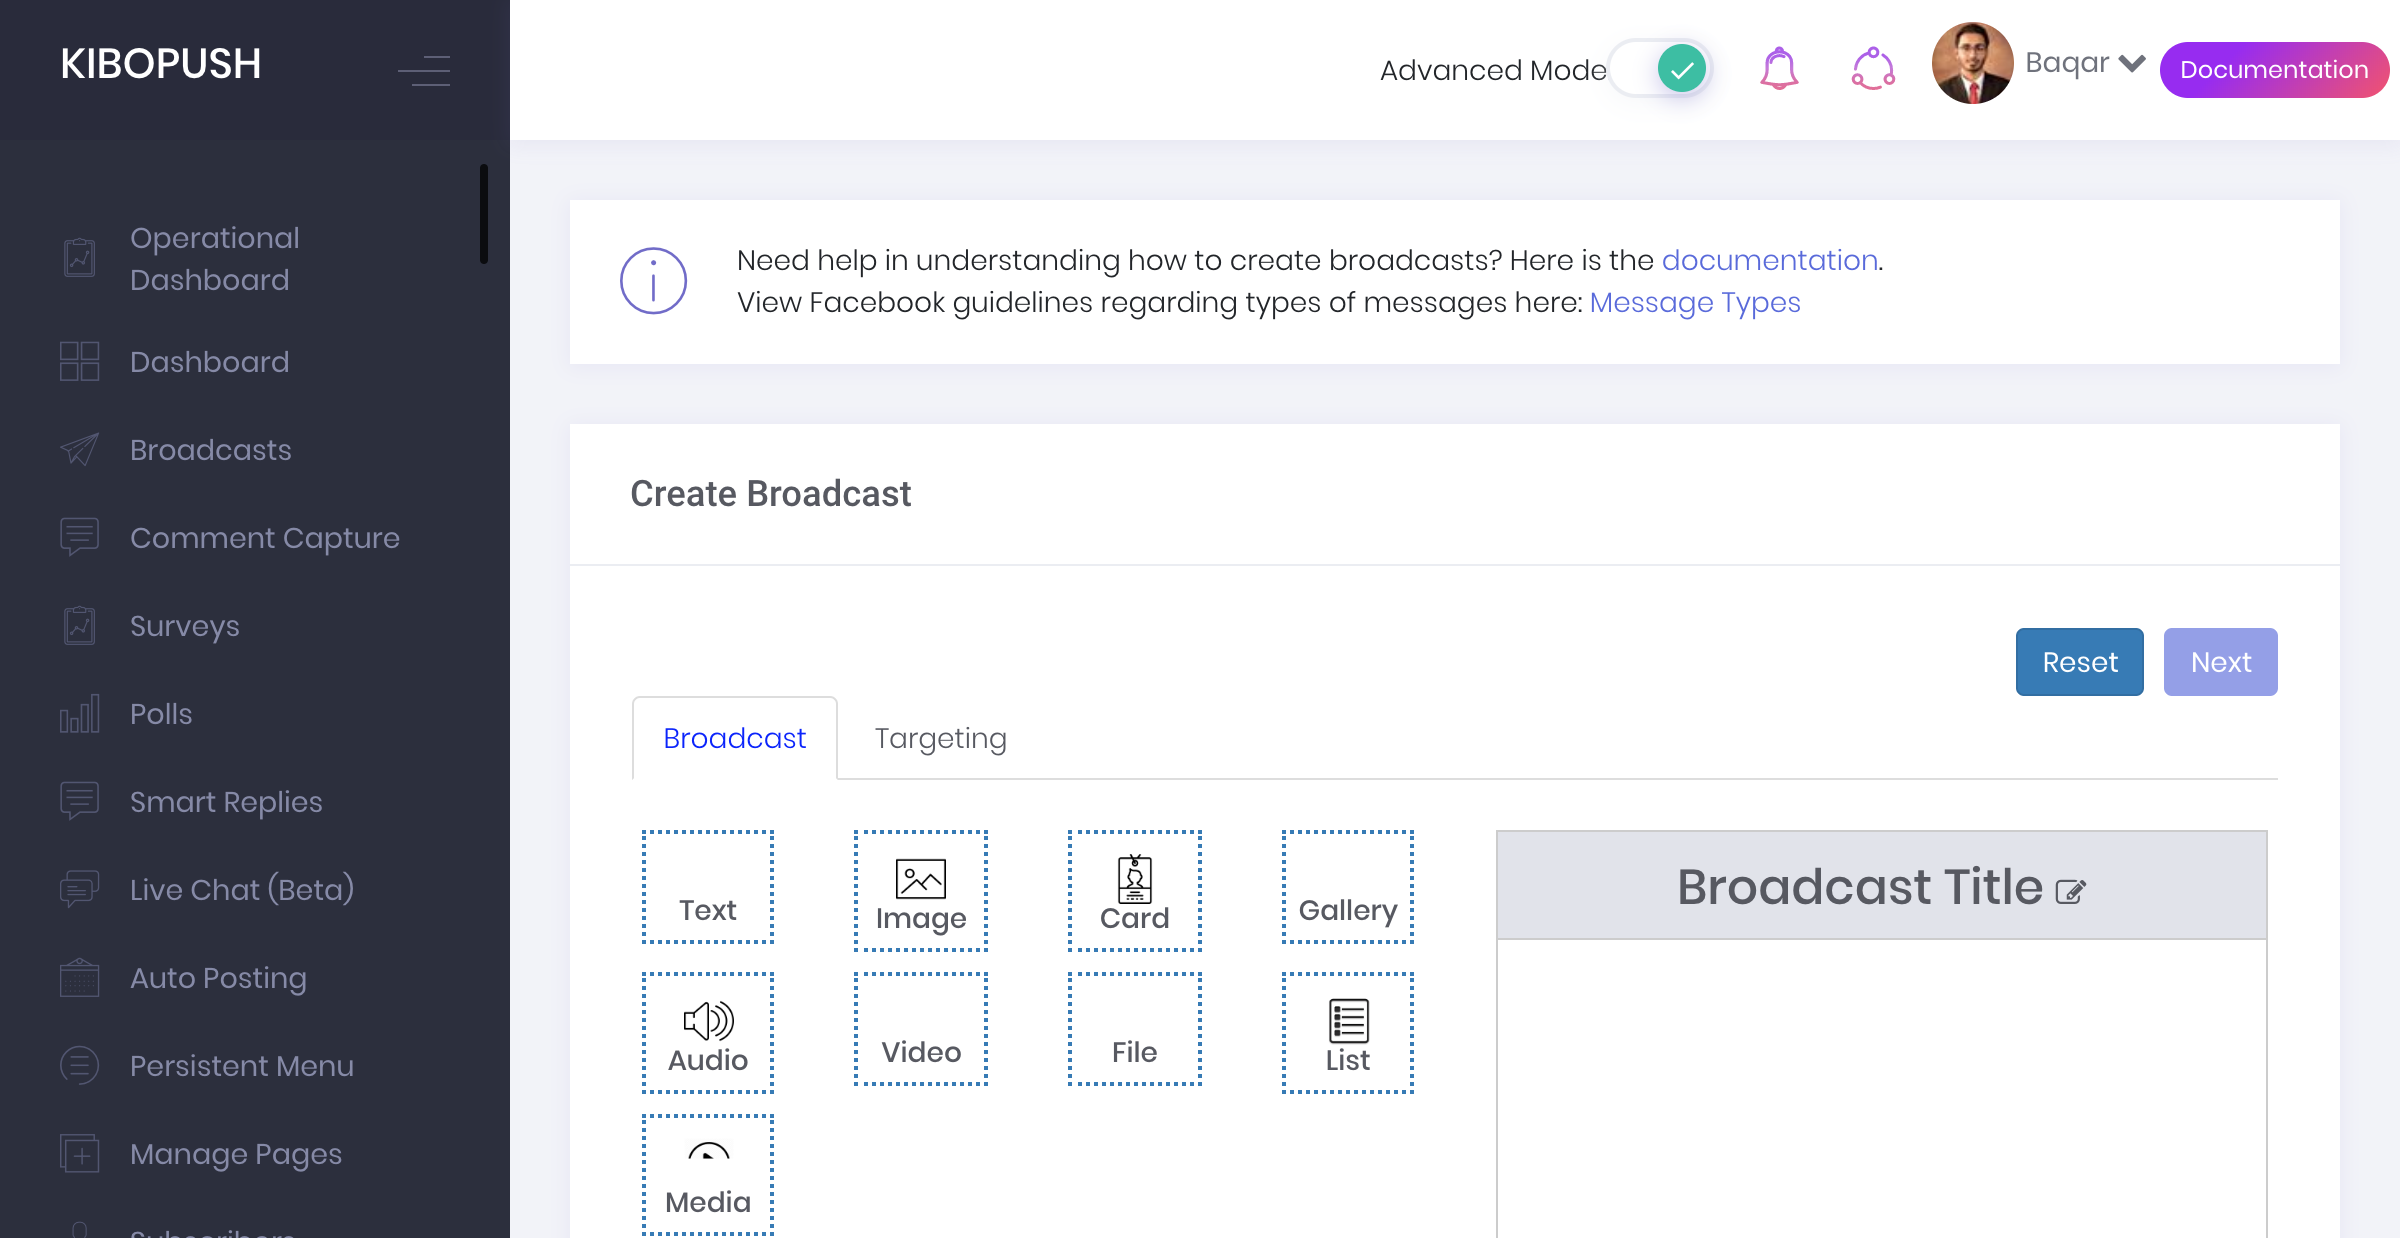 KIBOPUSH
Advanced Mode
Baqar
Documentation
Operational
Dashboard
Dashboard
Broadcasts
Comment Capture
Surveys
Polls
Smart Replies
Live Chat (Beta)
Auto Posting
Persistent Menu
Manage Pages
Subscribers
Need help in understanding how to create broadcasts? Here is the documentation.
View Facebook guidelines regarding types of messages here: Message Types
Create Broadcast
Reset
Next
Broadcast
Targeting
Text
Image
Card
Gallery
Audio
Video
File
List
Media
Broadcast Title